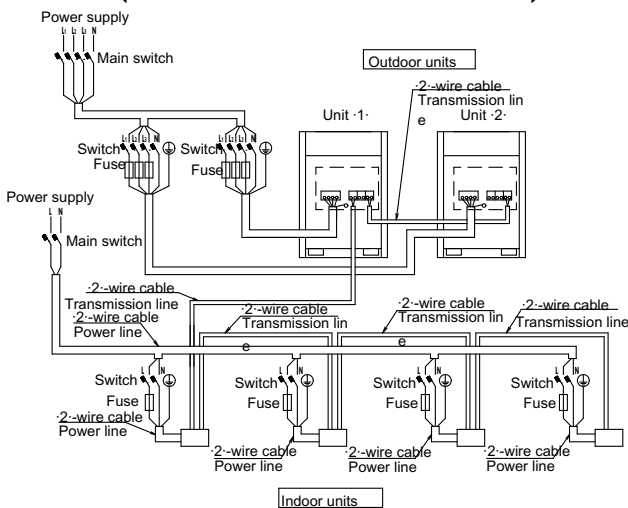 Power supply
L₁ L₂ L₃ N
Main switch
Outdoor units
·2·-wire cable
Transmission lin
e
Unit ·1·
Unit ·2·
L₁ L₂ L₃ N
L₁ L₂ L₃ N
Switch
Fuse
Switch
Fuse
Power supply
L N
Main switch
·2·-wire cable
Transmission line
·2·-wire cable
Power line
·2·-wire cable
Transmission lin
e
·2·-wire cable
Transmission lin
e
·2·-wire cable
Transmission line
L N
L N
L N
L N
Switch
Fuse
Switch
Fuse
Switch
Fuse
Switch
Fuse
·2·-wire cable
Power line
·2·-wire cable
Power line
·2·-wire cable
Power line
·2·-wire cable
Power line
Indoor units